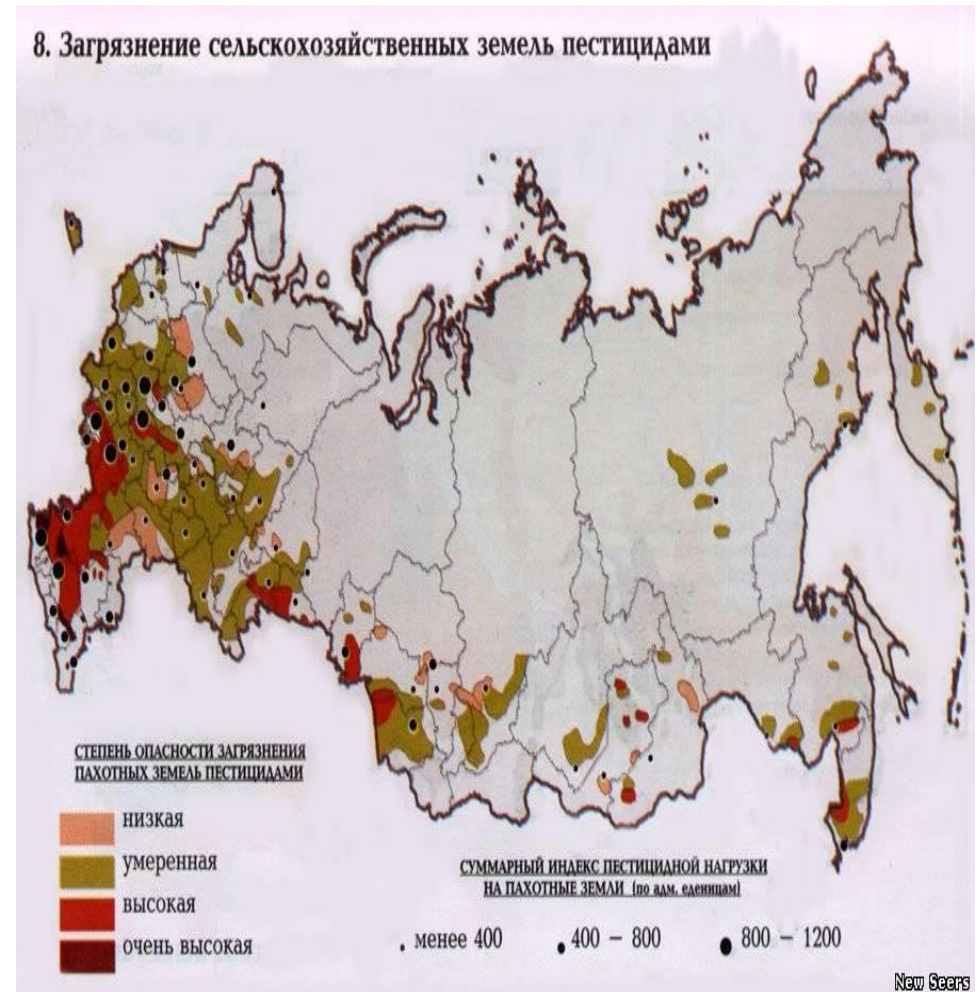 8. Загрязнение сельскохозяйственных земель пестицидами
СТЕПЕНЬ ОПАСНОСТИ ЗАГРЯЗНЕНИЯ
ПАХОТНЫХ ЗЕМЕЛЬ ПЕСТИЦИДАМИ
низкая
умеренная
высокая
очень высокая
СУММАРНЫЙ ИНДЕКС ПЕСТИЦИДНОЙ НАГРУЗКИ
НА ПАХОТНЫЕ ЗЕМЛИ (по адм. еденицам)
менее 400
400 – 800
800 – 1200
New Seers